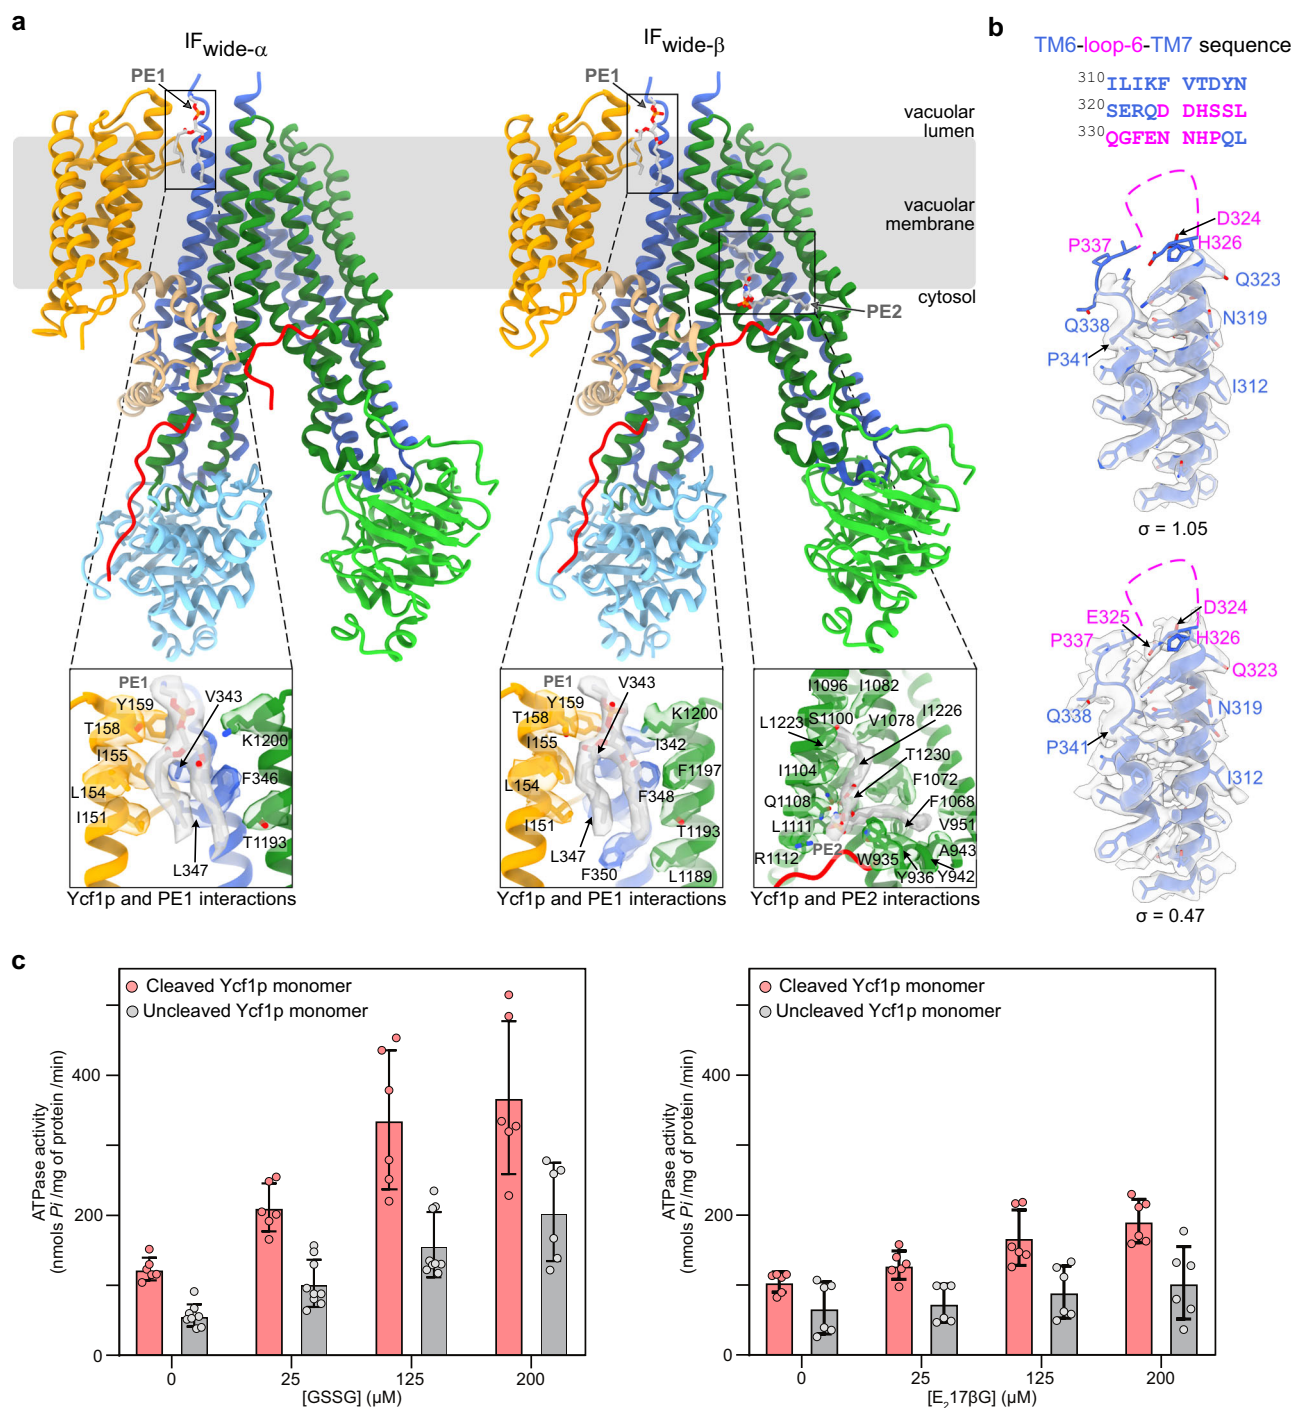 a
IFwide-α
IFwide-β
PE1
PE1
vacuolar
lumen
vacuolar
membrane
cytosol
PE2
PE1
V343
Y159
T158
K1200
I155
F346
L154
I151
T1193
L347
Ycf1p and PE1 interactions
PE1
V343
Y159
T158
K1200
I155
I342
F1197
L154
F348
I151
T1193
L347
F350
L1189
Ycf1p and PE1 interactions
I1096
I1082
L1223
S1100
V1078
I1226
I1104
T1230
F1072
Q1108
F1068
L1111
V951
PE2
A943
R1112
W935
Y936
Y942
Ycf1p and PE2 interactions
b
TM6-loop-6-TM7 sequence
310ILIKF VTDYN
320SERQD DHSSL
330QGFEN NHPQL
D324
P337
H326
Q323
Q338
N319
P341
I312
σ = 1.05
E325
D324
P337
H326
Q323
Q338
N319
P341
I312
σ = 0.47
c
Cleaved Ycf1p monomer
Uncleaved Ycf1p monomer
ATPase activity
(nmols Pi /mg of protein /min)
400
200
0
0 25 125 200
[GSSG] (µM)
Cleaved Ycf1p monomer
Uncleaved Ycf1p monomer
ATPase activity
(nmols Pi /mg of protein /min)
400
200
0
0 25 125 200
[E₂17βG] (µM)